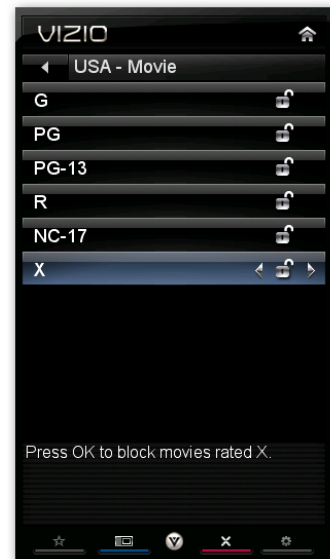 VIZIO
USA - Movie
G
PG
PG-13
R
NC-17
X
Press OK to block movies rated X.